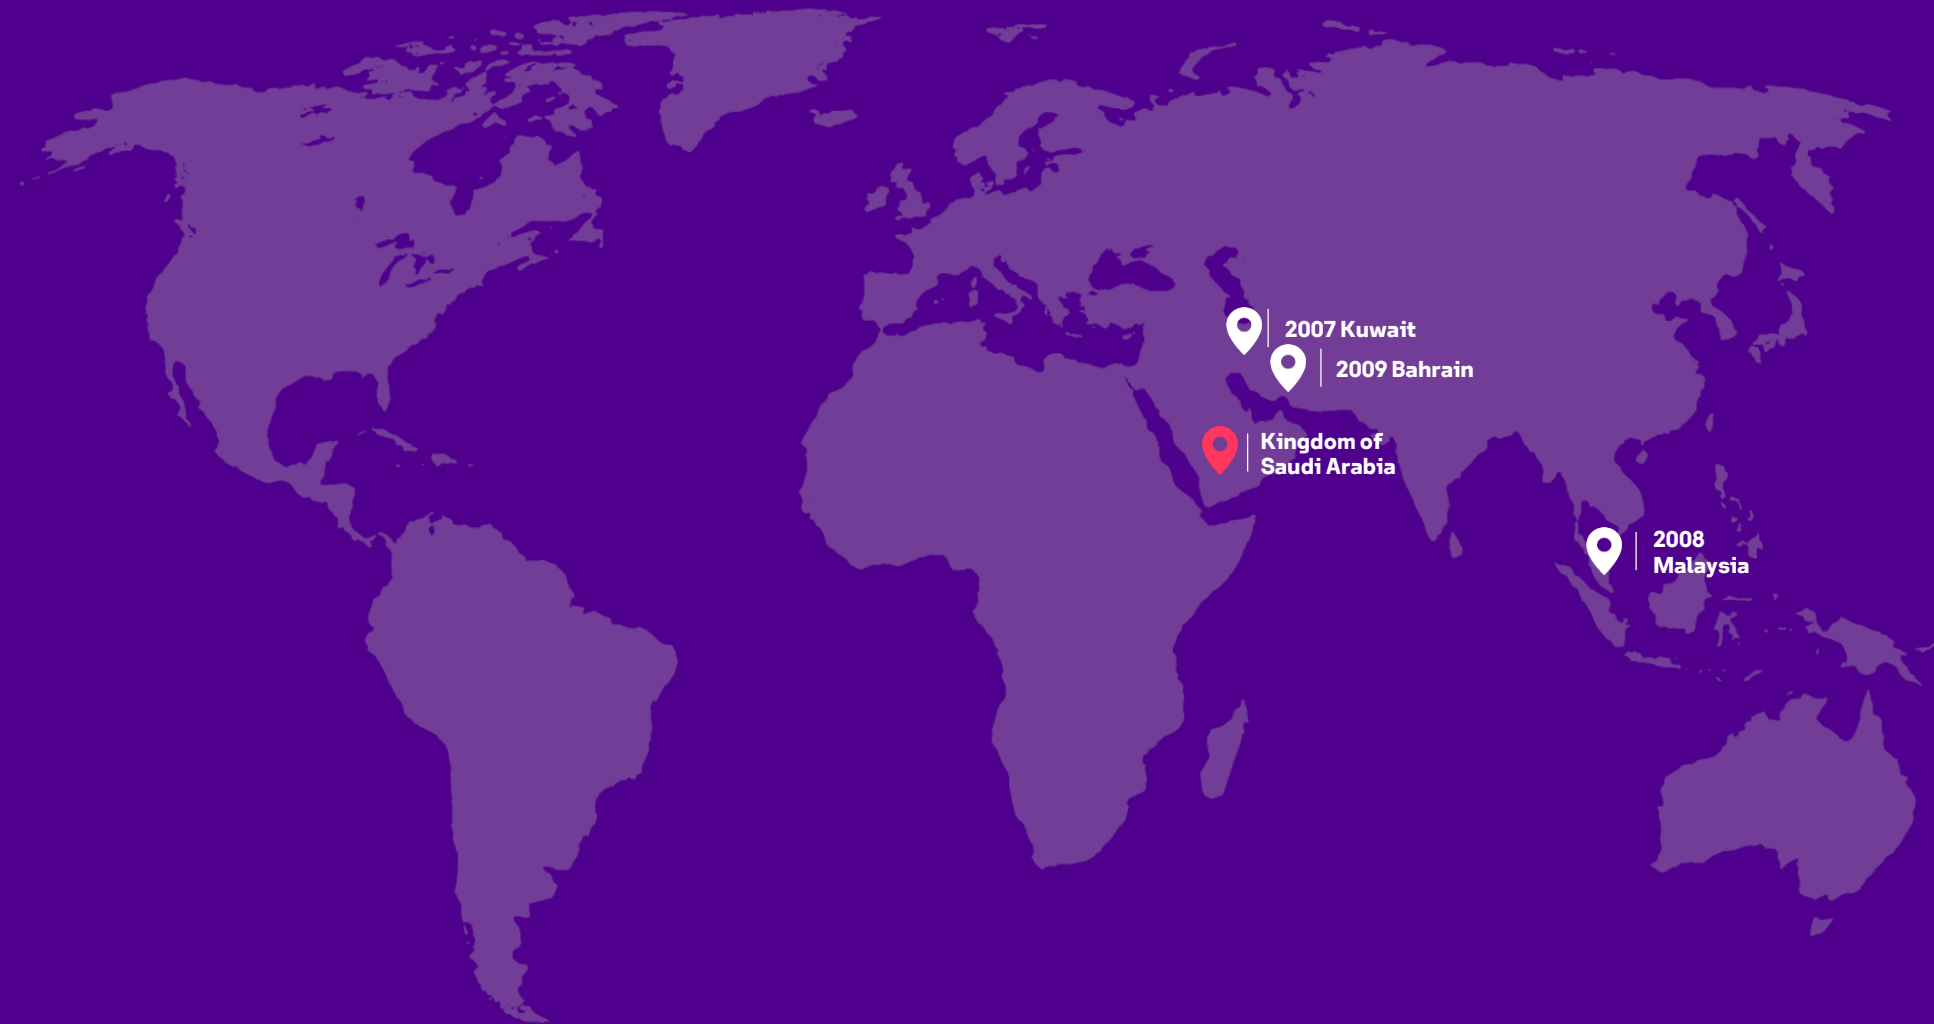 2007 Kuwait
2009 Bahrain
Kingdom of
Saudi Arabia
2008
Malaysia